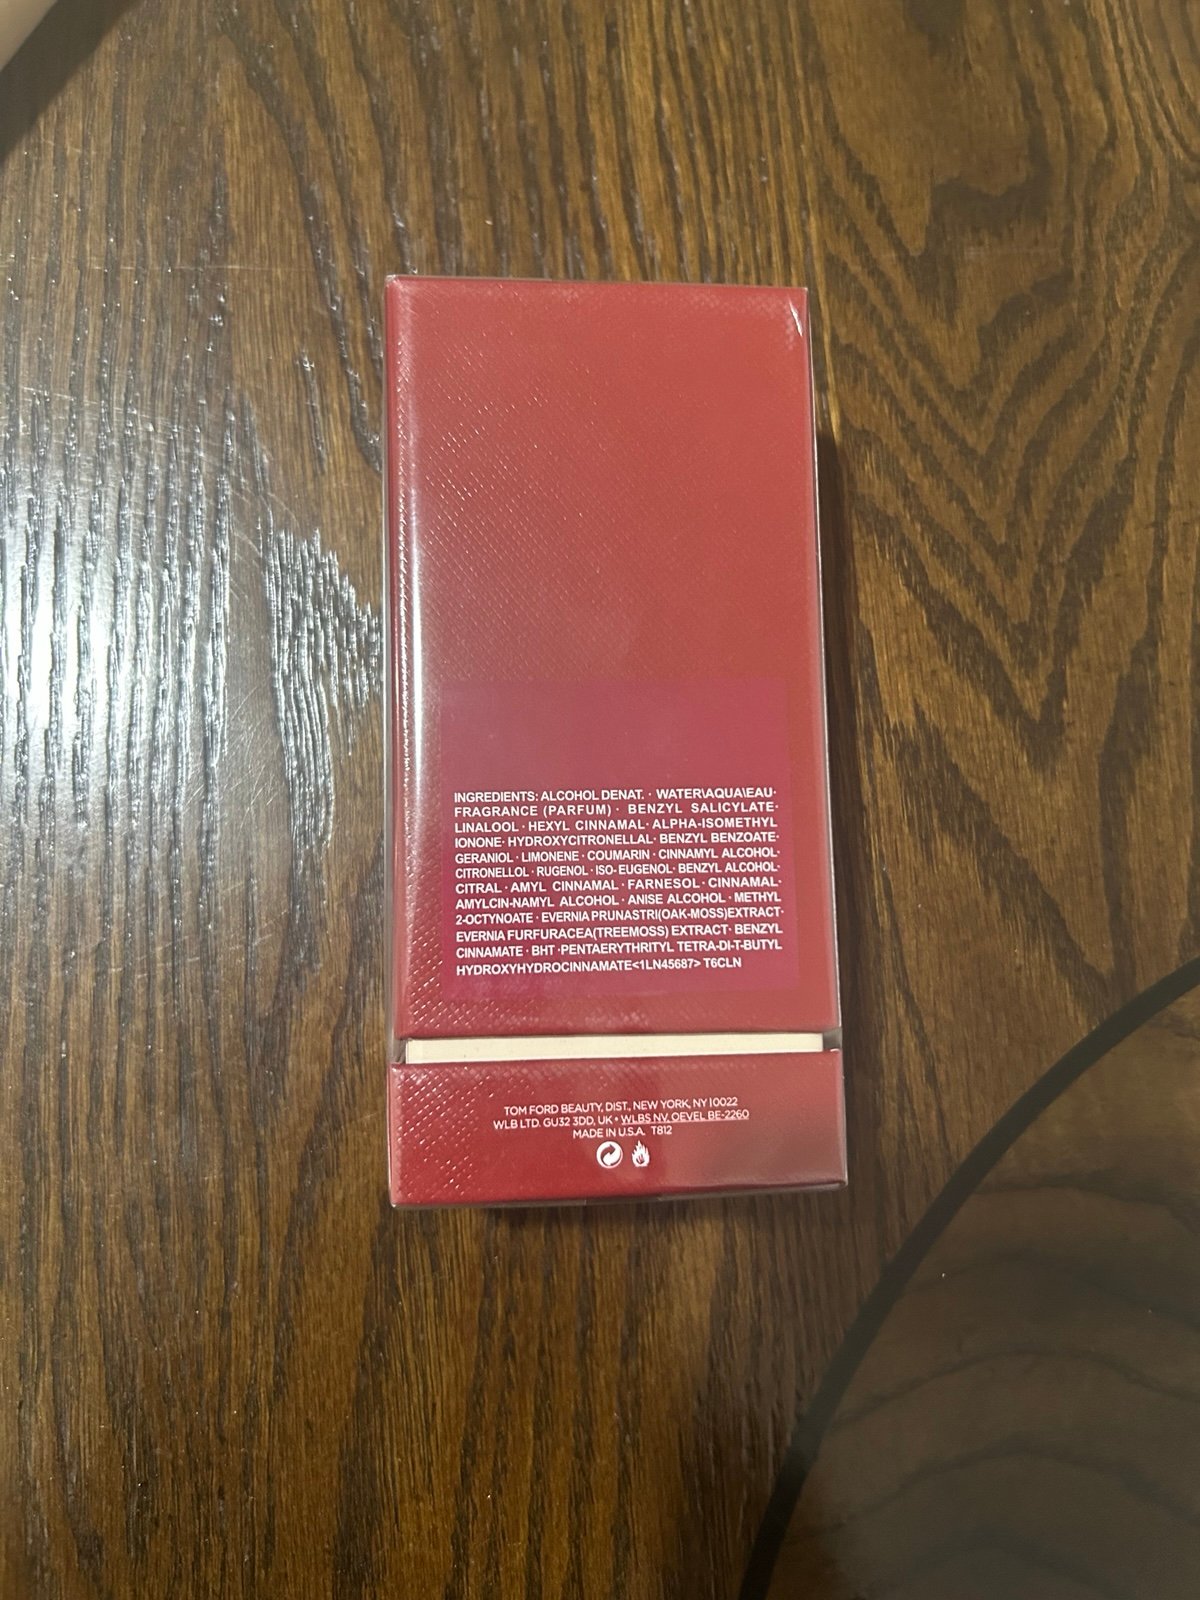 INGREDIENTS: ALCOHOL DENAT. · WATER\AQUA\EAU·
FRAGRANCE (PARFUM) · BENZYL SALICYLATE·
LINALOOL · HEXYL CINNAMAL · ALPHA-ISOMETHYL
IONONE· HYDROXYCITRONELLAL· BENZYL BENZOATE·
GERANIOL · LIMONENE · COUMARIN · CINNAMYL ALCOHOL·
CITRONELLOL · RUGENOL · ISO- EUGENOL· BENZYL ALCOHOL·
CITRAL · AMYL CINNAMAL · FARNESOL · CINNAMAL·
AMYLCIN-NAMYL ALCOHOL · ANISE ALCOHOL · METHYL
2-OCTYNOATE · EVERNIA PRUNASTRI(OAK-MOSS)EXTRACT·
EVERNIA FURFURACEA(TREEMOSS) EXTRACT· BENZYL
CINNAMATE · BHT ·PENTAERYTHRITYL TETRA-DI-T-BUTYL
HYDROXYHYDROCINNAMATE<1LN45687> T6CLN
TOM FORD BEAUTY, DIST., NEW YORK, NY 10022
WLB LTD. GU32 3DD, UK • WLBS NV, OEVEL BE-2260
MADE IN U.S.A. T812